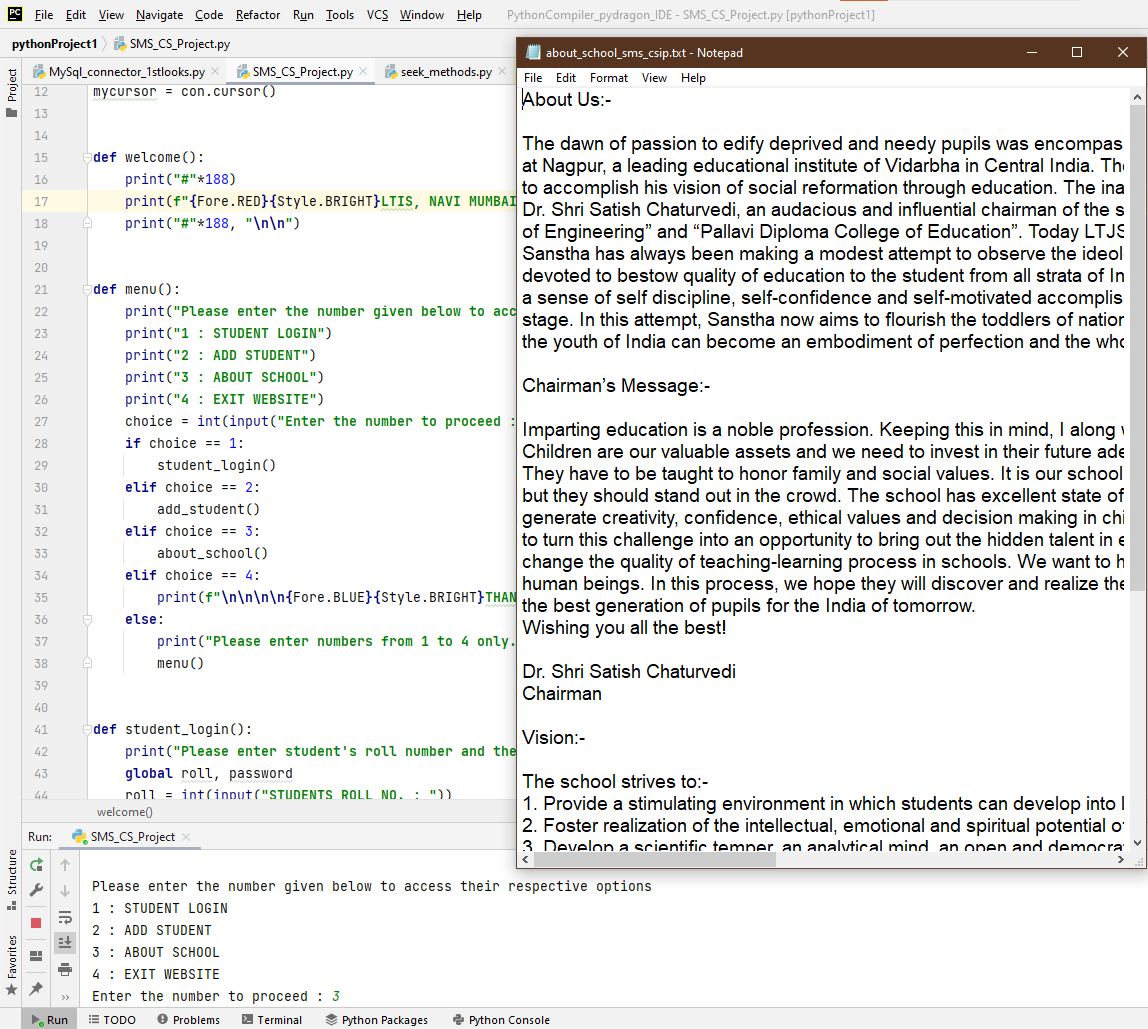 PC File Edit View Navigate Code Refactor Run Tools VCS Window Help PythonCompiler_pydragon_IDE - SMS_CS_Project.py [pythonProject1]
pythonProject1 SMS_CS_Project.py
MySql_connector_1stlooks.py SMS_CS_Project.py seek_methods.py
Project
12 mycursor = con.cursor()
13
14
15 def welcome():
16 print("#"*188)
17 print(f"{Fore.RED}{Style.BRIGHT}LTIS, NAVI MUMBAI
18 print("#"*188, "\n\n")
19
20
21 def menu():
22 print("Please enter the number given below to acc
23 print("1 : STUDENT LOGIN")
24 print("2 : ADD STUDENT")
25 print("3 : ABOUT SCHOOL")
26 print("4 : EXIT WEBSITE")
27 choice = int(input("Enter the number to proceed :
28 if choice == 1:
29 student_login()
30 elif choice == 2:
31 add_student()
32 elif choice == 3:
33 about_school()
34 elif choice == 4:
35 print(f"\n\n\n\n{Fore.BLUE}{Style.BRIGHT}THAN
36 else:
37 print("Please enter numbers from 1 to 4 only.
38 menu()
39
40
41 def student_login():
42 print("Please enter student's roll number and the
43 global roll, password
44 roll = int(input("STUDENTS ROLL NO. : "))
welcome()
about_school_sms_csip.txt - Notepad
File Edit Format View Help
About Us:-
The dawn of passion to edify deprived and needy pupils was encompas
at Nagpur, a leading educational institute of Vidarbha in Central India. The
to accomplish his vision of social reformation through education. The ina
Dr. Shri Satish Chaturvedi, an audacious and influential chairman of the s
of Engineering” and “Pallavi Diploma College of Education”. Today LTJS
Sanstha has always been making a modest attempt to observe the ideol
devoted to bestow quality of education to the student from all strata of In
a sense of self discipline, self-confidence and self-motivated accomplis
stage. In this attempt, Sanstha now aims to flourish the toddlers of nation
the youth of India can become an embodiment of perfection and the who
Chairman’s Message:-
Imparting education is a noble profession. Keeping this in mind, I along
Children are our valuable assets and we need to invest in their future ade
They have to be taught to honor family and social values. It is our school
but they should stand out in the crowd. The school has excellent state of
generate creativity, confidence, ethical values and decision making in chi
to turn this challenge into an opportunity to bring out the hidden talent in e
change the quality of teaching-learning process in schools. We want to h
human beings. In this process, we hope they will discover and realize the
the best generation of pupils for the India of tomorrow.
Wishing you all the best!
Dr. Shri Satish Chaturvedi
Chairman
Vision:-
The school strives to:-
1. Provide a stimulating environment in which students can develop into
2. Foster realization of the intellectual, emotional and spiritual potential of
3. Develop a scientific temper, an analytical mind, an open and democra
Run: SMS_CS_Project
Structure
Favorites
Please enter the number given below to access their respective options
1 : STUDENT LOGIN
2 : ADD STUDENT
3 : ABOUT SCHOOL
4 : EXIT WEBSITE
Enter the number to proceed : 3
Run TODO Problems Terminal Python Packages Python Console